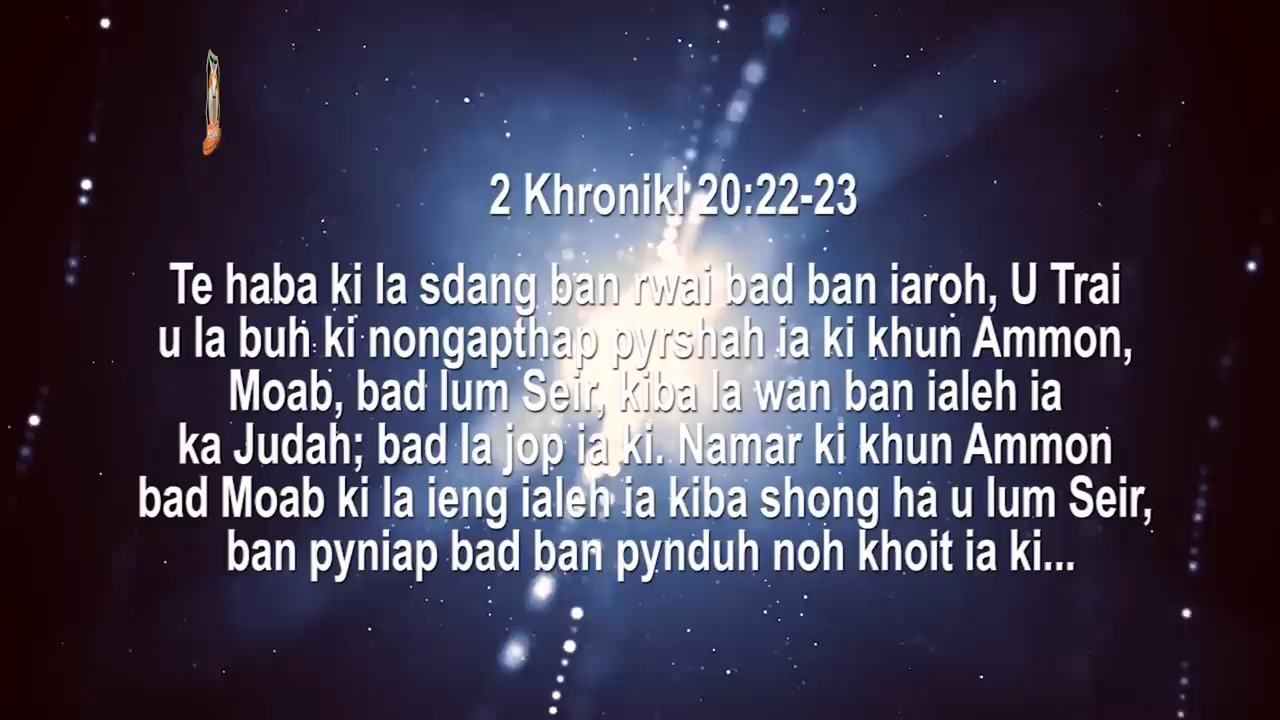 2 Khronikl 20:22-23
Te haba ki la sdang ban rwai bad ban iaroh, U Trai
u la buh ki nongapthap pyrshah ia ki khun Ammon,
Moab, bad lum Seir, kiba la wan ban ialeh ia
ka Judah; bad la jop ia ki. Namar ki khun Ammon
bad Moab ki la ieng ialeh ia kiba shong ha u lum Seir,
ban pyniap bad ban pynduh noh khoit ia ki...